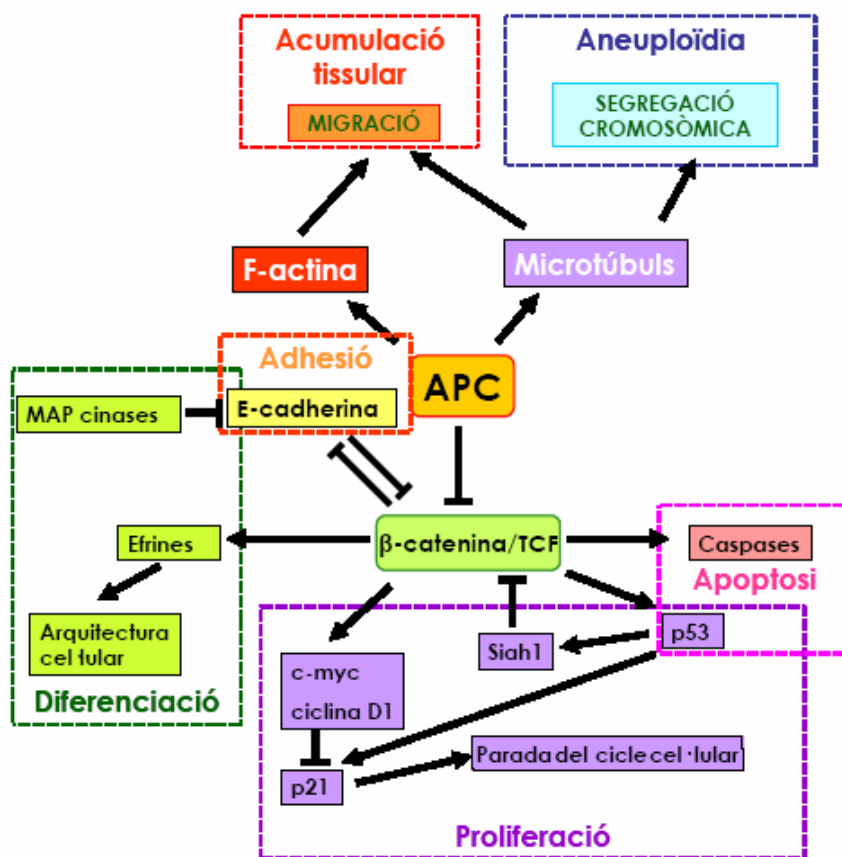 Acumulació
tissular
MIGRACIÓ
Aneuploïdia
SEGREGACIÓ
CROMOSÒMICA
F-actina
Microtúbuls
Adhesió
APC
MAP cinases
E-cadherina
β-catenina/TCF
Efrines
Caspases
Apoptosi
Arquitectura
cel·lular
Siah1
p53
c-myc
ciclina D1
Diferenciació
p21
Parada del cicle cel·lular
Proliferació